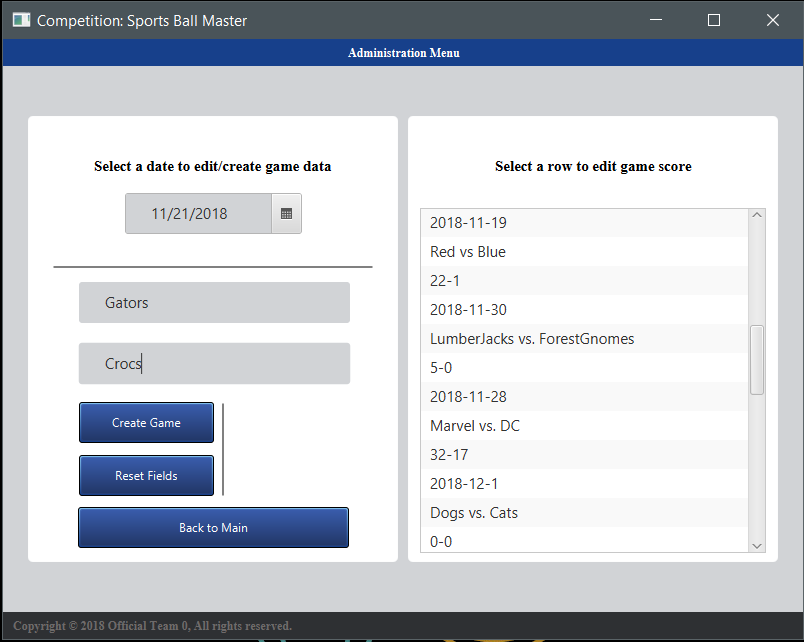 Competition: Sports Ball Master
Administration Menu
Select a date to edit/create game data
11/21/2018
Gators
Crocs
Create Game
Reset Fields
Back to Main
Select a row to edit game score
2018-11-19
Red vs Blue
22-1
2018-11-30
LumberJacks vs. ForestGnomes
5-0
2018-11-28
Marvel vs. DC
32-17
2018-12-1
Dogs vs. Cats
0-0
Copyright © 2018 Official Team 0, All rights reserved.